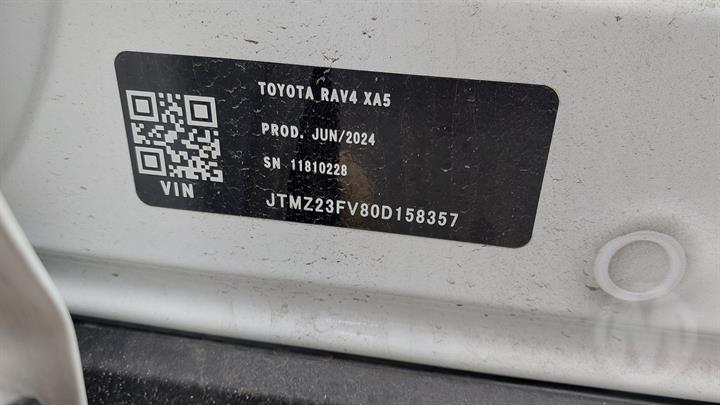 TOYOTA RAV4 XA5
PROD. JUN/2024
SN 11810228
VIN
JTMZ23FV80D158357